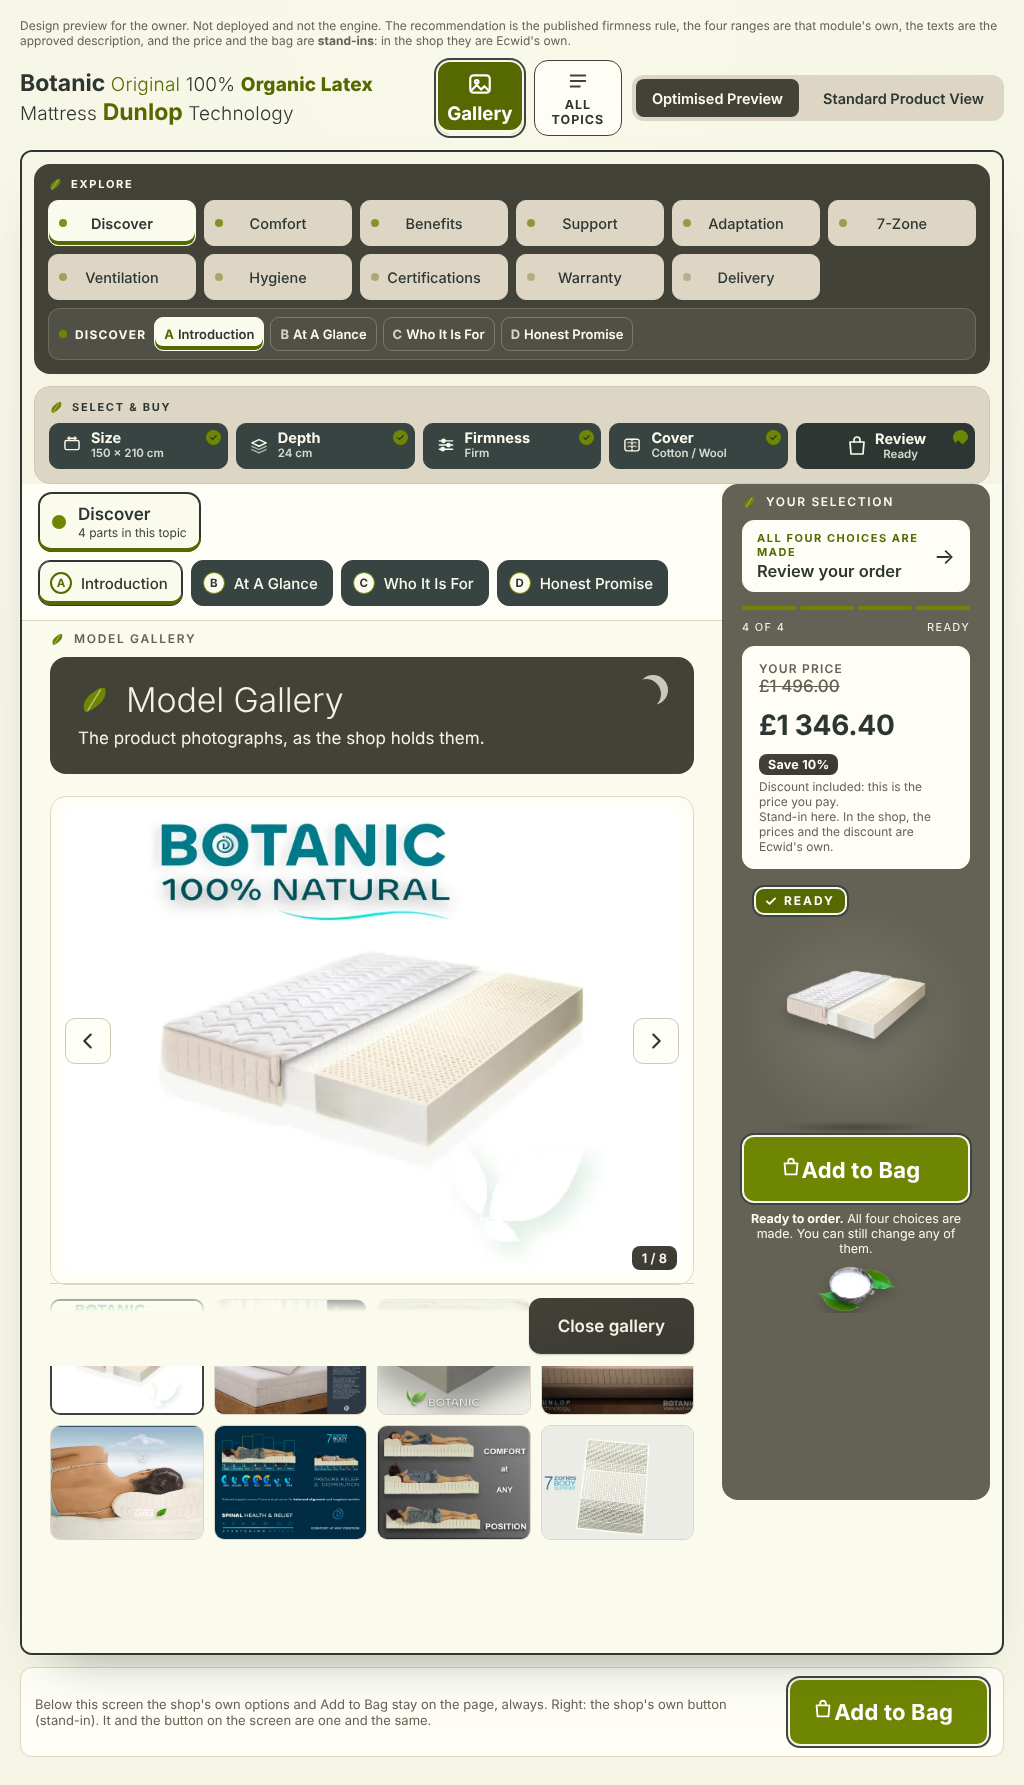 Design preview for the owner. Not deployed and not the engine. The recommendation is the published firmness rule, the four ranges are that module's own, the texts are the
approved description, and the price and the bag are stand-ins: in the shop they are Ecwid's own.
Botanic Original 100% Organic Latex
Mattress Dunlop Technology
Gallery
ALL
TOPICS
Optimised Preview
Standard Product View
EXPLORE
Discover
Comfort
Benefits
Support
Adaptation
7-Zone
Ventilation
Hygiene
Certifications
Warranty
Delivery
DISCOVER
A Introduction
B At A Glance
C Who It Is For
D Honest Promise
SELECT & BUY
Size
150 × 210 cm
Depth
24 cm
Firmness
Firm
Cover
Cotton / Wool
Review
Ready
Discover
4 parts in this topic
A Introduction
B At A Glance
C Who It Is For
D Honest Promise
MODEL GALLERY
Model Gallery
The product photographs, as the shop holds them.
BOTANIC
100% NATURAL
1 / 8
Close gallery
BOTANIC
7 zones
BODY
SUPPORT
SPINAL HEALTH & RELIEF
COMFORT
at
ANY
POSITION
YOUR SELECTION
ALL FOUR CHOICES ARE
MADE
Review your order
4 OF 4
READY
YOUR PRICE
£1 496.00
£1 346.40
Save 10%
Discount included: this is the
price you pay.
Stand-in here. In the shop, the
prices and the discount are
Ecwid's own.
READY
Add to Bag
Ready to order. All four choices are
made. You can still change any of
them.
Below this screen the shop's own options and Add to Bag stay on the page, always. Right: the shop's own button
(stand-in). It and the button on the screen are one and the same.
Add to Bag